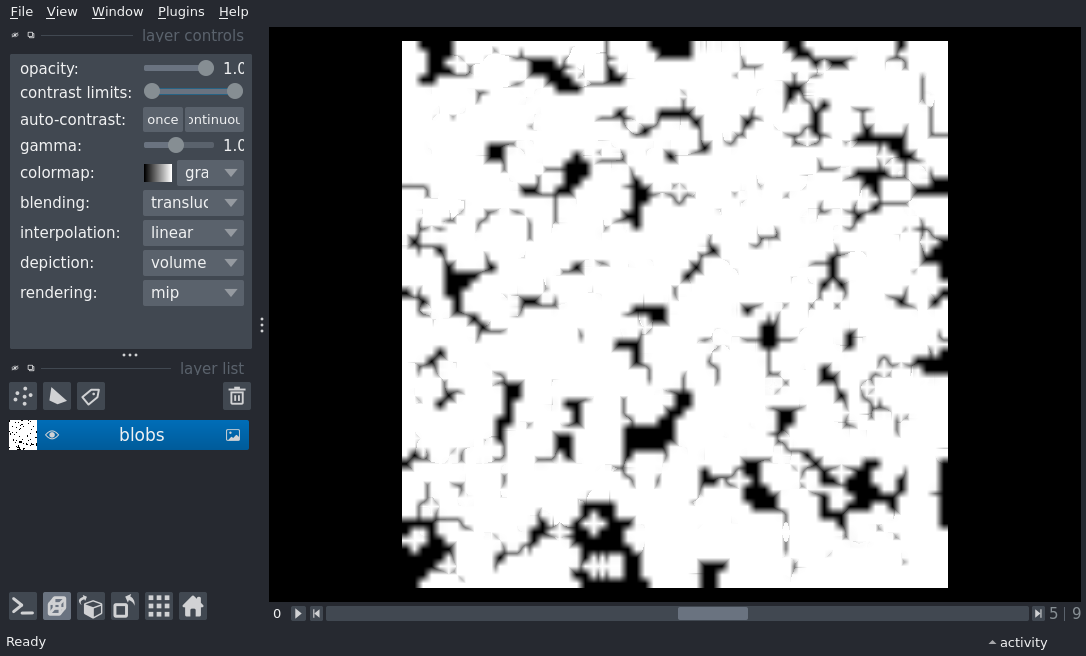 File View Window Plugins Help
layer controls
opacity: 1.0
contrast limits:
auto-contrast: once ontinuou
gamma: 1.0
colormap: gra
blending: transluc
interpolation: linear
depiction: volume
rendering: mip
layer list
blobs
0 5 | 9
Ready activity